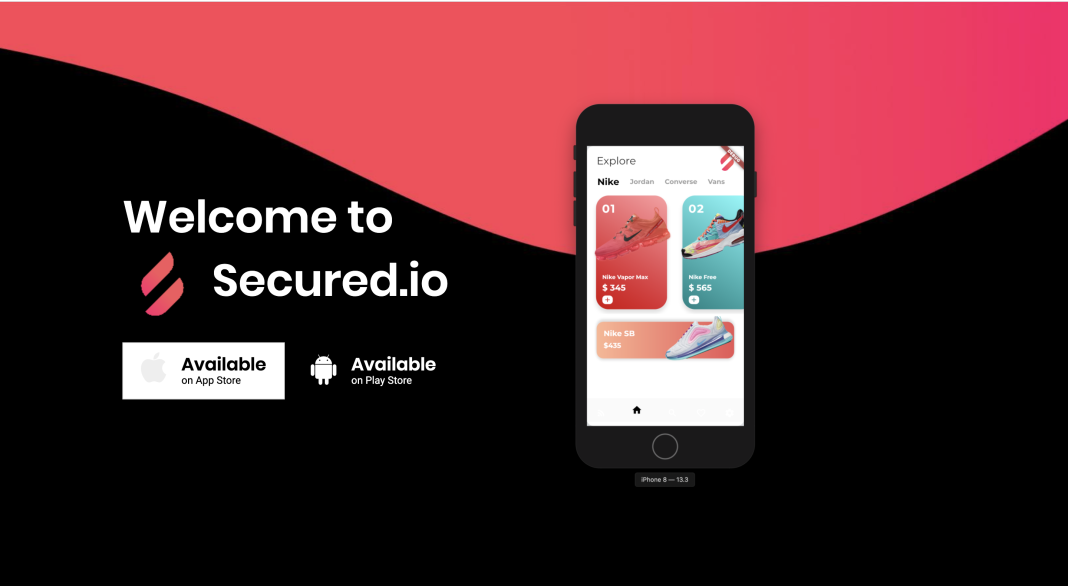 Welcome to
Secured.io
Available
on App Store
Available
on Play Store
Explore
Nike Jordan Converse Vans
01
Nike Vapor Max
$ 345
02
Nike Free
$ 565
Nike SB
$435
iPhone 8 — 13.3